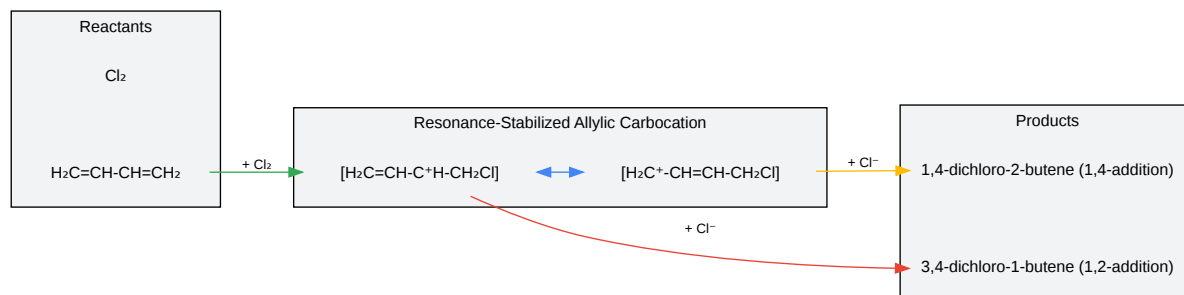 Reactants
Cl₂
H₂C=CH-CH=CH₂
+ Cl₂
Resonance-Stabilized Allylic Carbocation
[H₂C=CH-C⁺H-CH₂Cl]
[H₂C⁺-CH=CH-CH₂Cl]
+ Cl⁻
+ Cl⁻
Products
1,4-dichloro-2-butene (1,4-addition)
3,4-dichloro-1-butene (1,2-addition)